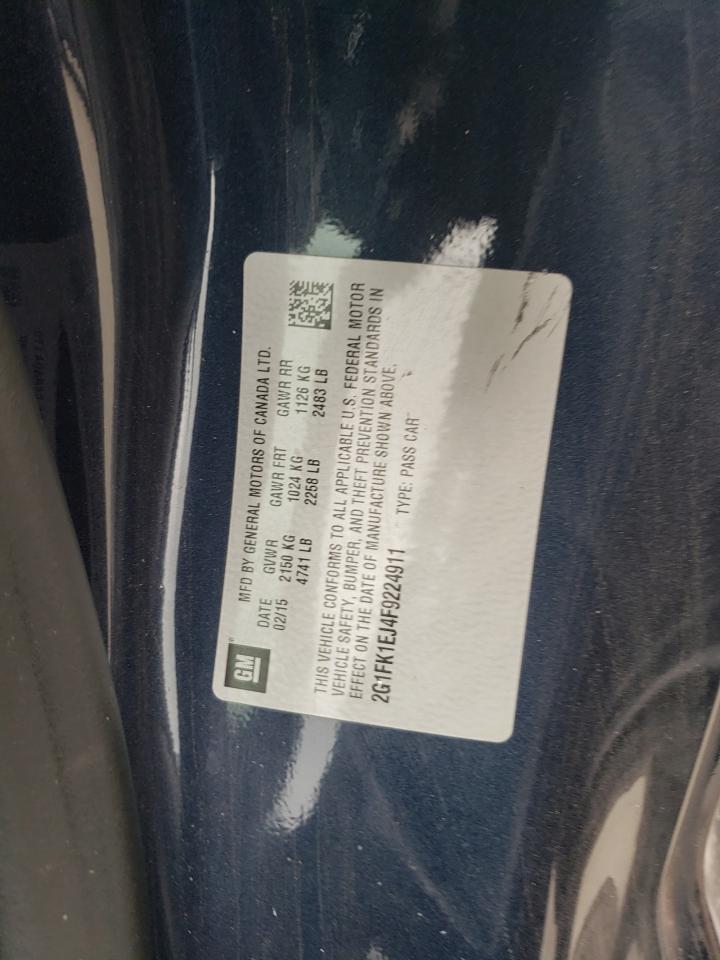 GM
MFD BY GENERAL MOTORS OF CANADA LTD.
DATE GVWR GAWR FRT GAWR RR
02/15 2150 KG 1024 KG 1126 KG
4741 LB 2258 LB 2483 LB
THIS VEHICLE CONFORMS TO ALL APPLICABLE U.S. FEDERAL MOTOR
VEHICLE SAFETY, BUMPER, AND THEFT PREVENTION STANDARDS IN
EFFECT ON THE DATE OF MANUFACTURE SHOWN ABOVE.
2G1FK1EJ4F9224911 TYPE: PASS CAR